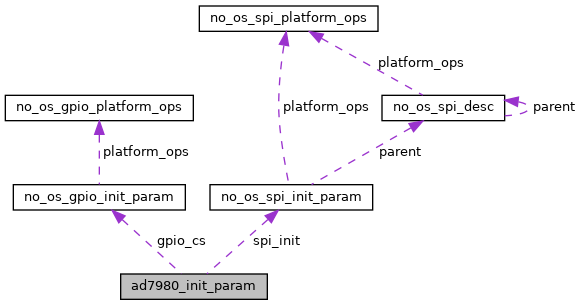 no_os_spi_platform_ops
platform_ops
no_os_gpio_platform_ops
platform_ops
no_os_spi_desc
parent
platform_ops
parent
no_os_gpio_init_param
no_os_spi_init_param
gpio_cs
spi_init
ad7980_init_param